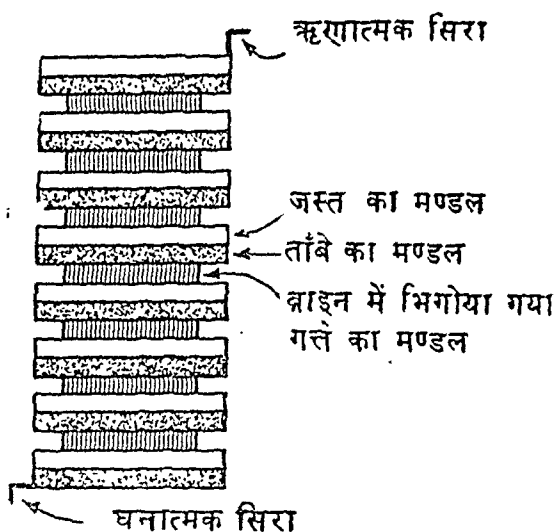 ऋणात्मक सिरा
जस्त का मण्डल
ताँबे का मण्डल
ब्राइन में भिगोया गया
गत्ते का मण्डल
घनात्मक सिरा